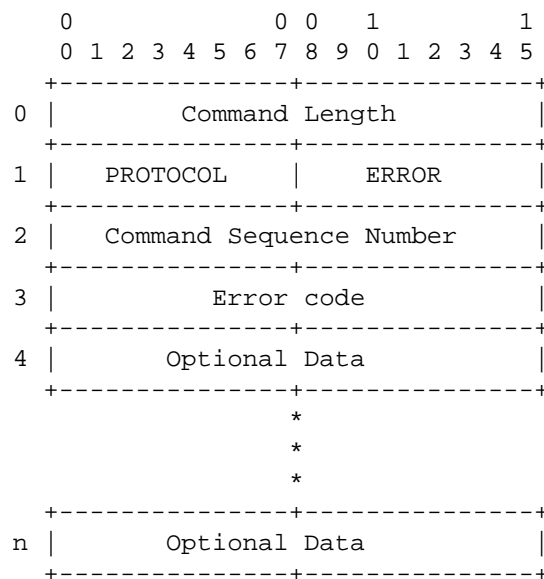 0             0 0   1         1
      0 1 2 3 4 5 6 7 8 9 0 1 2 3 4 5
     +---------------+---------------+
   0 |        Command Length         |
     +---------------+---------------+
   1 |   PROTOCOL    |    ERROR      |
     +---------------+---------------+
   2 |   Command Sequence Number     |
     +---------------+---------------+
   3 |          Error code           |
     +---------------+---------------+
   4 |       Optional Data           |
     +---------------+---------------+
                     *
                     *
                     *
     +---------------+---------------+
   n |       Optional Data           |
     +---------------+---------------+